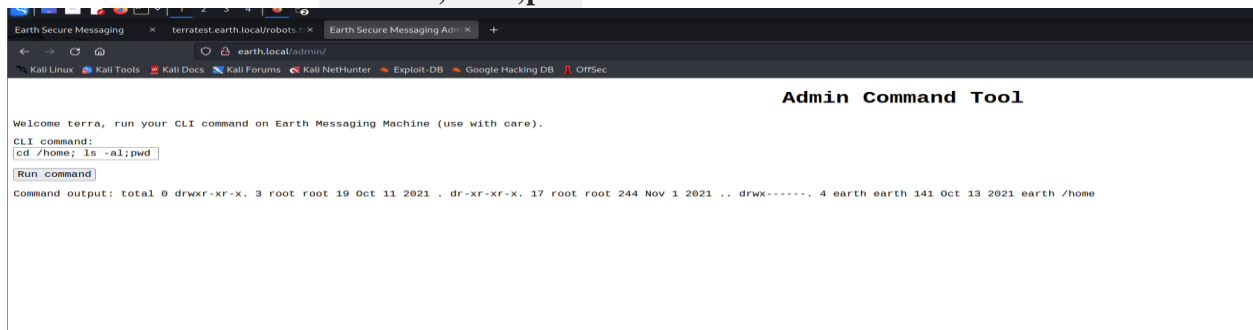 1 2 3 4
Earth Secure Messaging × terratest.earth.local/robots.t × Earth Secure Messaging Adm × +
earth.local/admin/
Kali Linux Kali Tools Kali Docs Kali Forums Kali NetHunter Exploit-DB Google Hacking DB OffSec
Admin Command Tool
Welcome terra, run your CLI command on Earth Messaging Machine (use with care).
CLI command:
cd /home; ls -al;pwd
Run command
Command output: total 0 drwxr-xr-x. 3 root root 19 Oct 11 2021 . dr-xr-xr-x. 17 root root 244 Nov 1 2021 .. drwx------. 4 earth earth 141 Oct 13 2021 earth /home